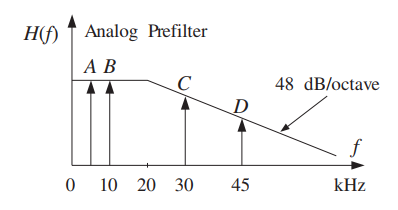 H(f) Analog Prefilter
A B
C
48 dB/octave
D
f
0 10 20 30 45 kHz